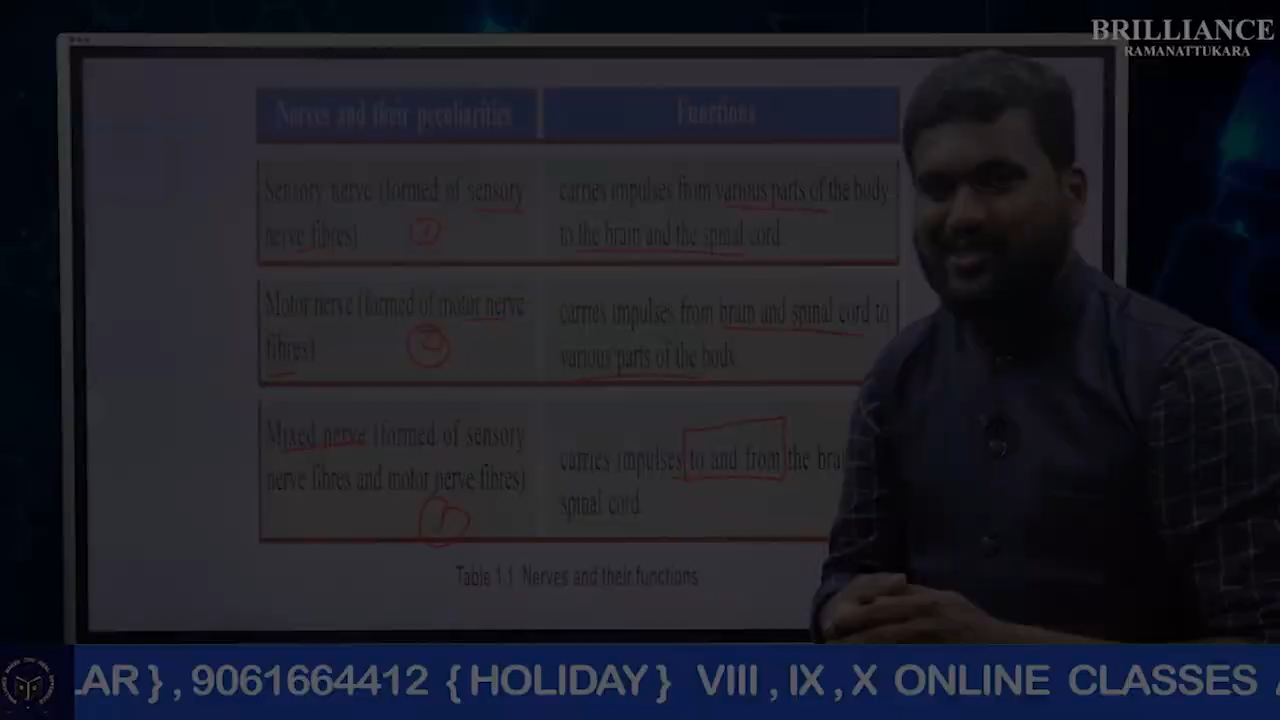 BRILLIANCE
RAMANATTUKARA
Nerves and their peculiarities
Functions
Sensory nerve (formed of sensory
nerve fibres)
carries impulses from various parts of the body
to the brain and the spinal cord
Motor nerve (formed of motor nerve
fibres)
carries impulses from brain and spinal cord to
various parts of the body
Mixed nerve (formed of sensory
nerve fibres and motor nerve fibres)
carries impulses to and from the brai
spinal cord
Table 1.1 Nerves and their functions
LAR } , 9061664412 { HOLIDAY } VIII , IX , X ONLINE CLASSES